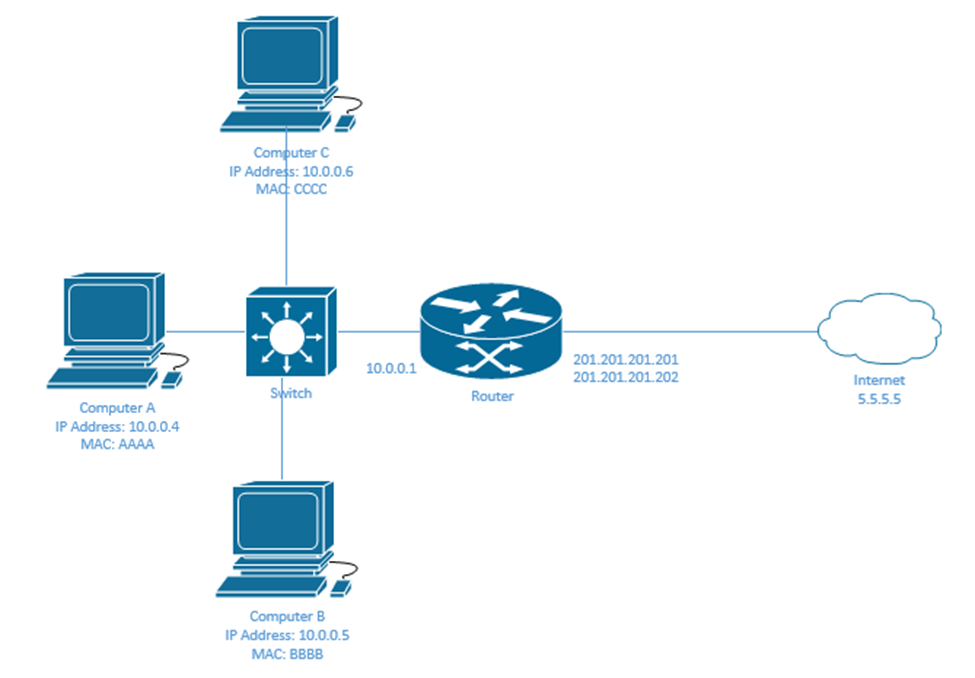 Computer C
IP Address: 10.0.0.6
MAC: CCCC
10.0.0.1
Switch
Router
201.201.201.201
201.201.201.202
Internet
5.5.5.5
Computer A
IP Address: 10.0.0.4
MAC: AAAA
Computer B
IP Address: 10.0.0.5
MAC: BBBB